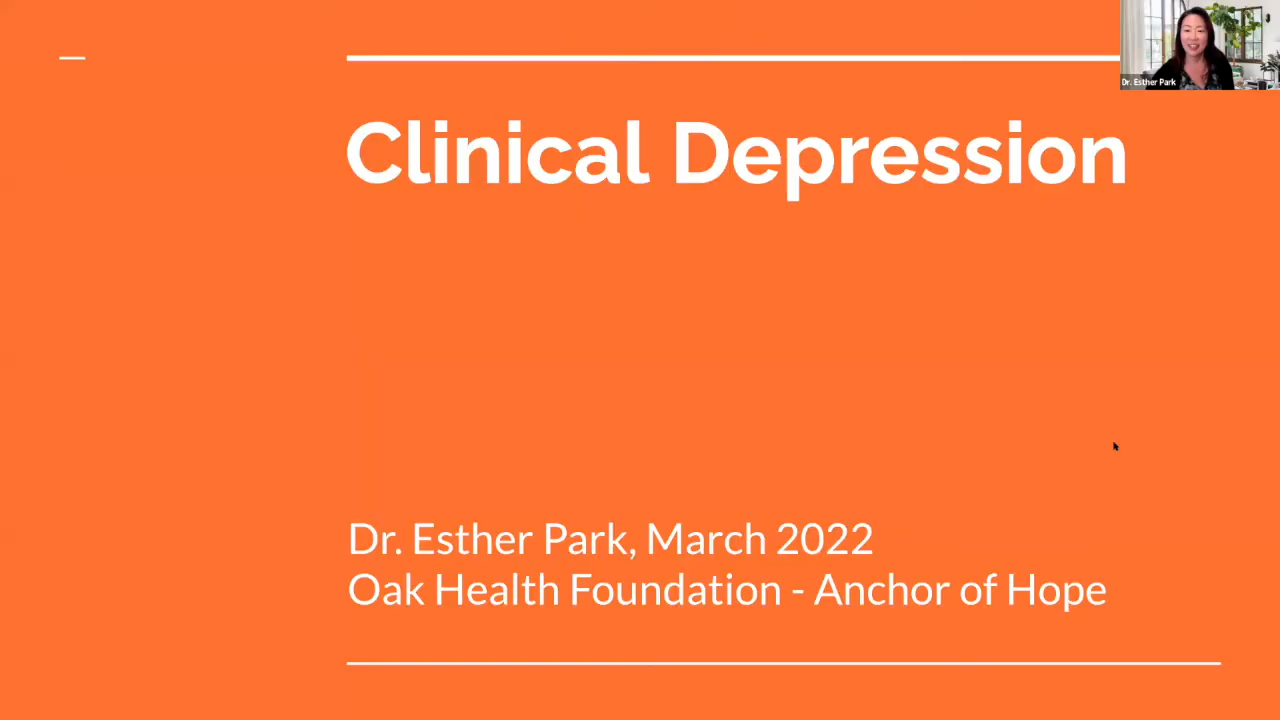 Dr. Esther Park
Clinical Depression
Dr. Esther Park, March 2022
Oak Health Foundation - Anchor of Hope